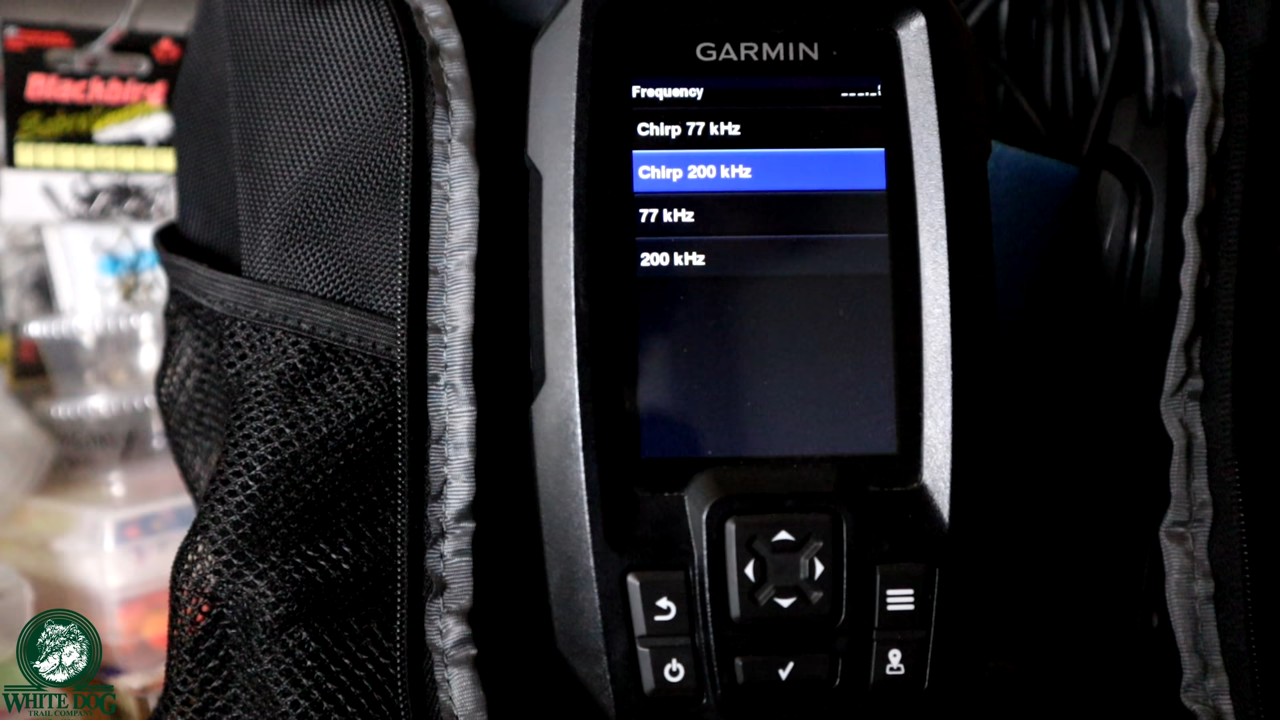 GARMIN
Frequency
Chirp 77 kHz
Chirp 200 kHz
77 kHz
200 kHz
Blackbird
WHITE DOG
TRAIL COMPANY